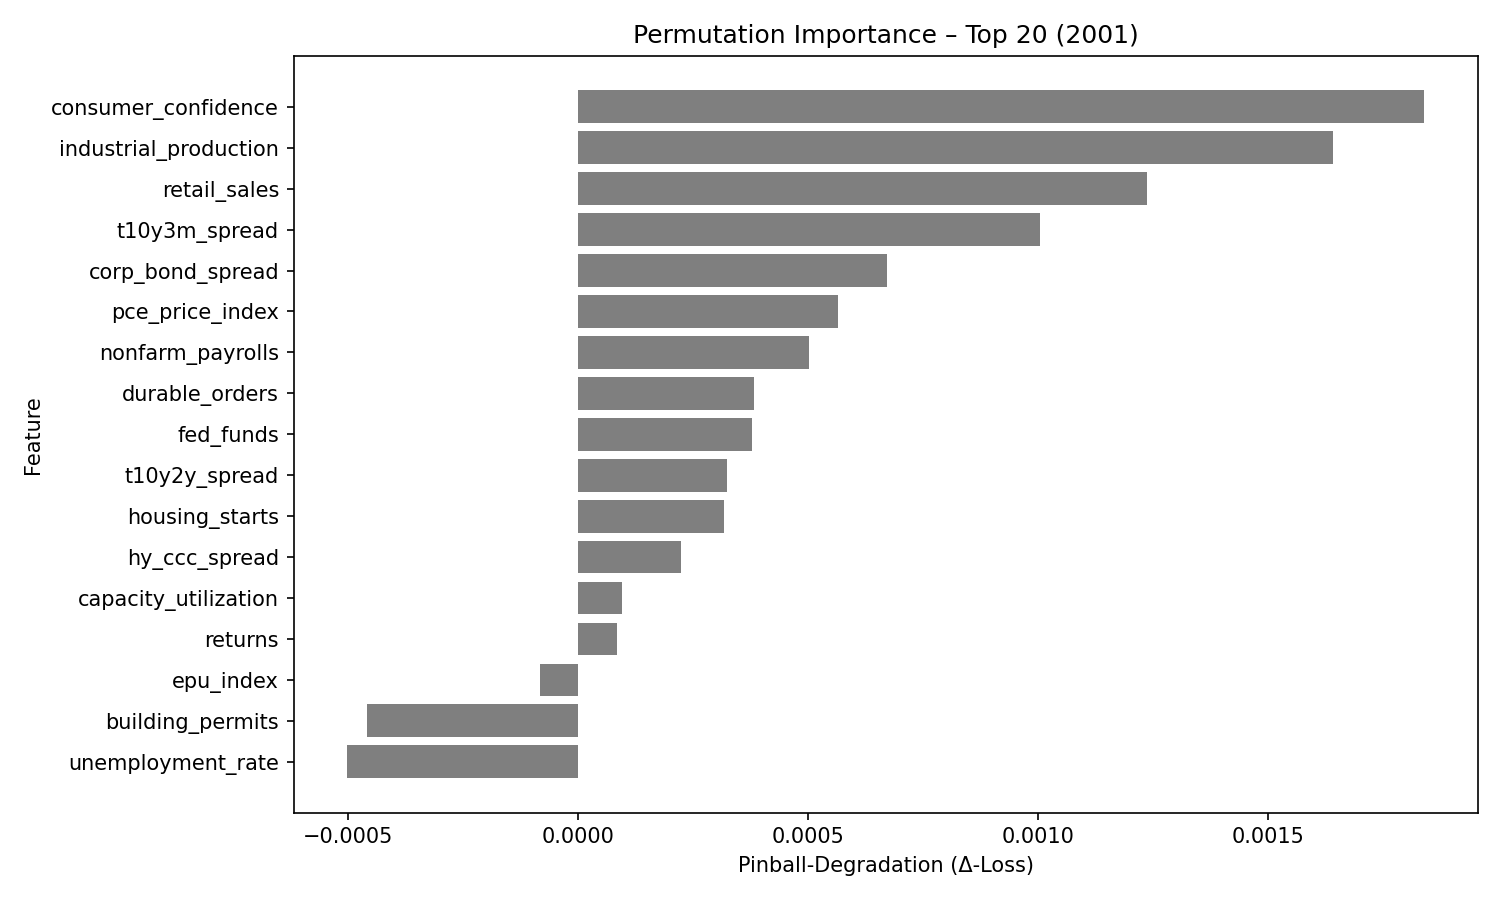 Permutation Importance – Top 20 (2001)
consumer_confidence
industrial_production
retail_sales
t10y3m_spread
corp_bond_spread
pce_price_index
nonfarm_payrolls
durable_orders
fed_funds
t10y2y_spread
housing_starts
hy_ccc_spread
capacity_utilization
returns
epu_index
building_permits
unemployment_rate
Feature
−0.0005 0.0000 0.0005 0.0010 0.0015
Pinball-Degradation (Δ-Loss)